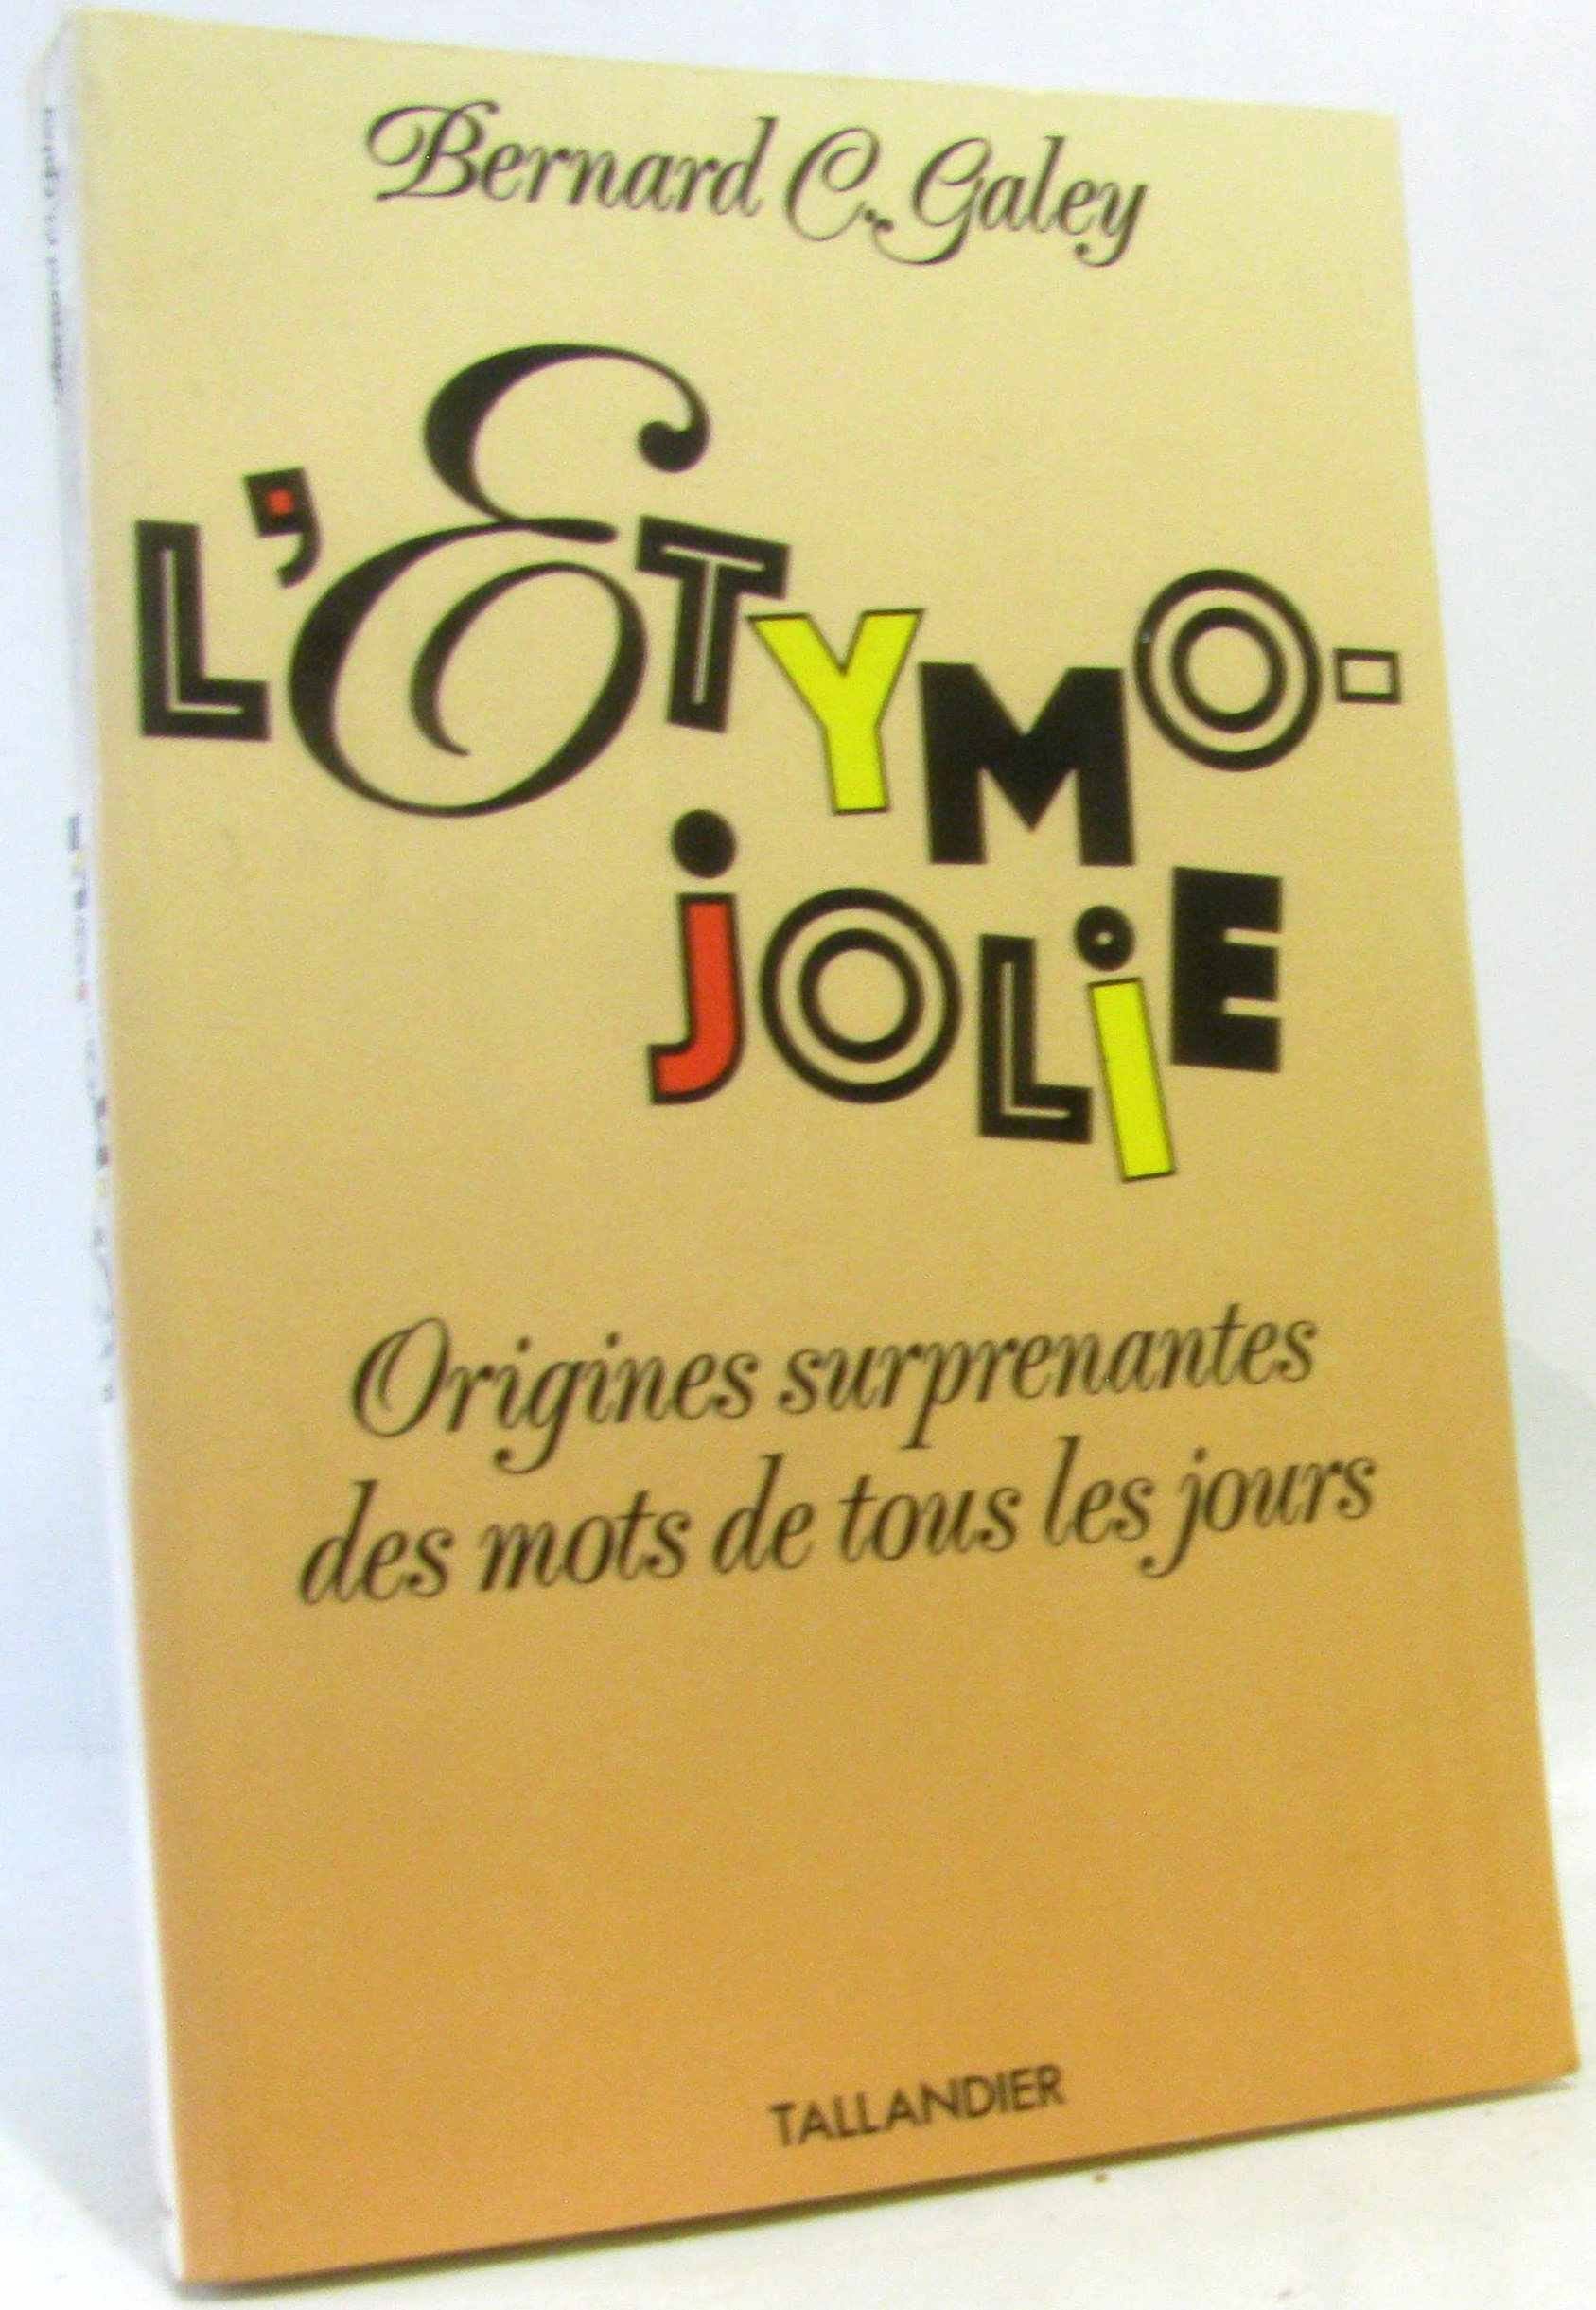 Bernard C. Galey
L'ETYMO-
jOLiE
Origines surprenantes
des mots de tous les jours
TALLANDIER